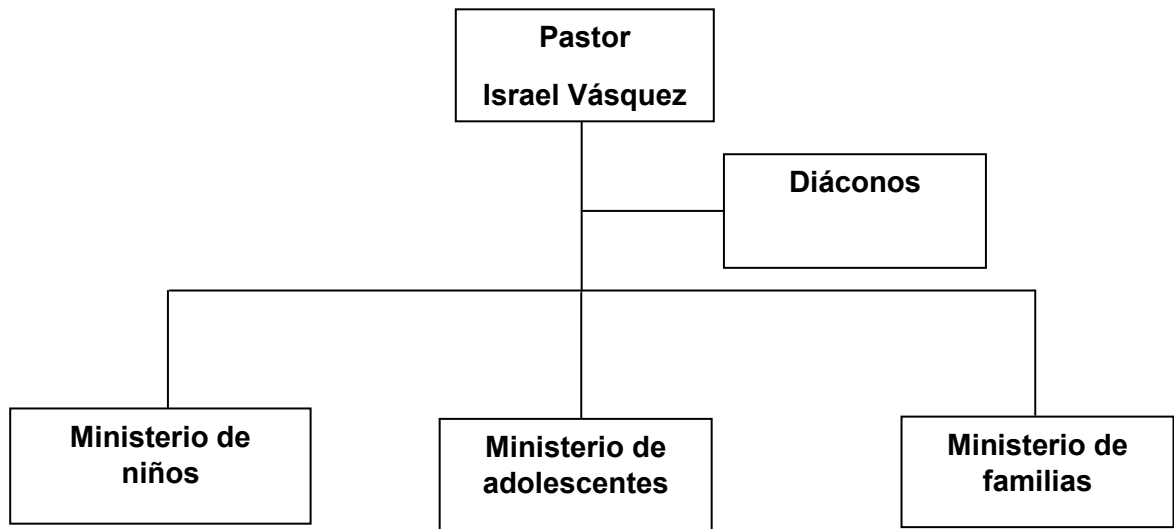 Pastor
Israel Vásquez
Diáconos
Ministerio de
niños
Ministerio de
adolescentes
Ministerio de
familias